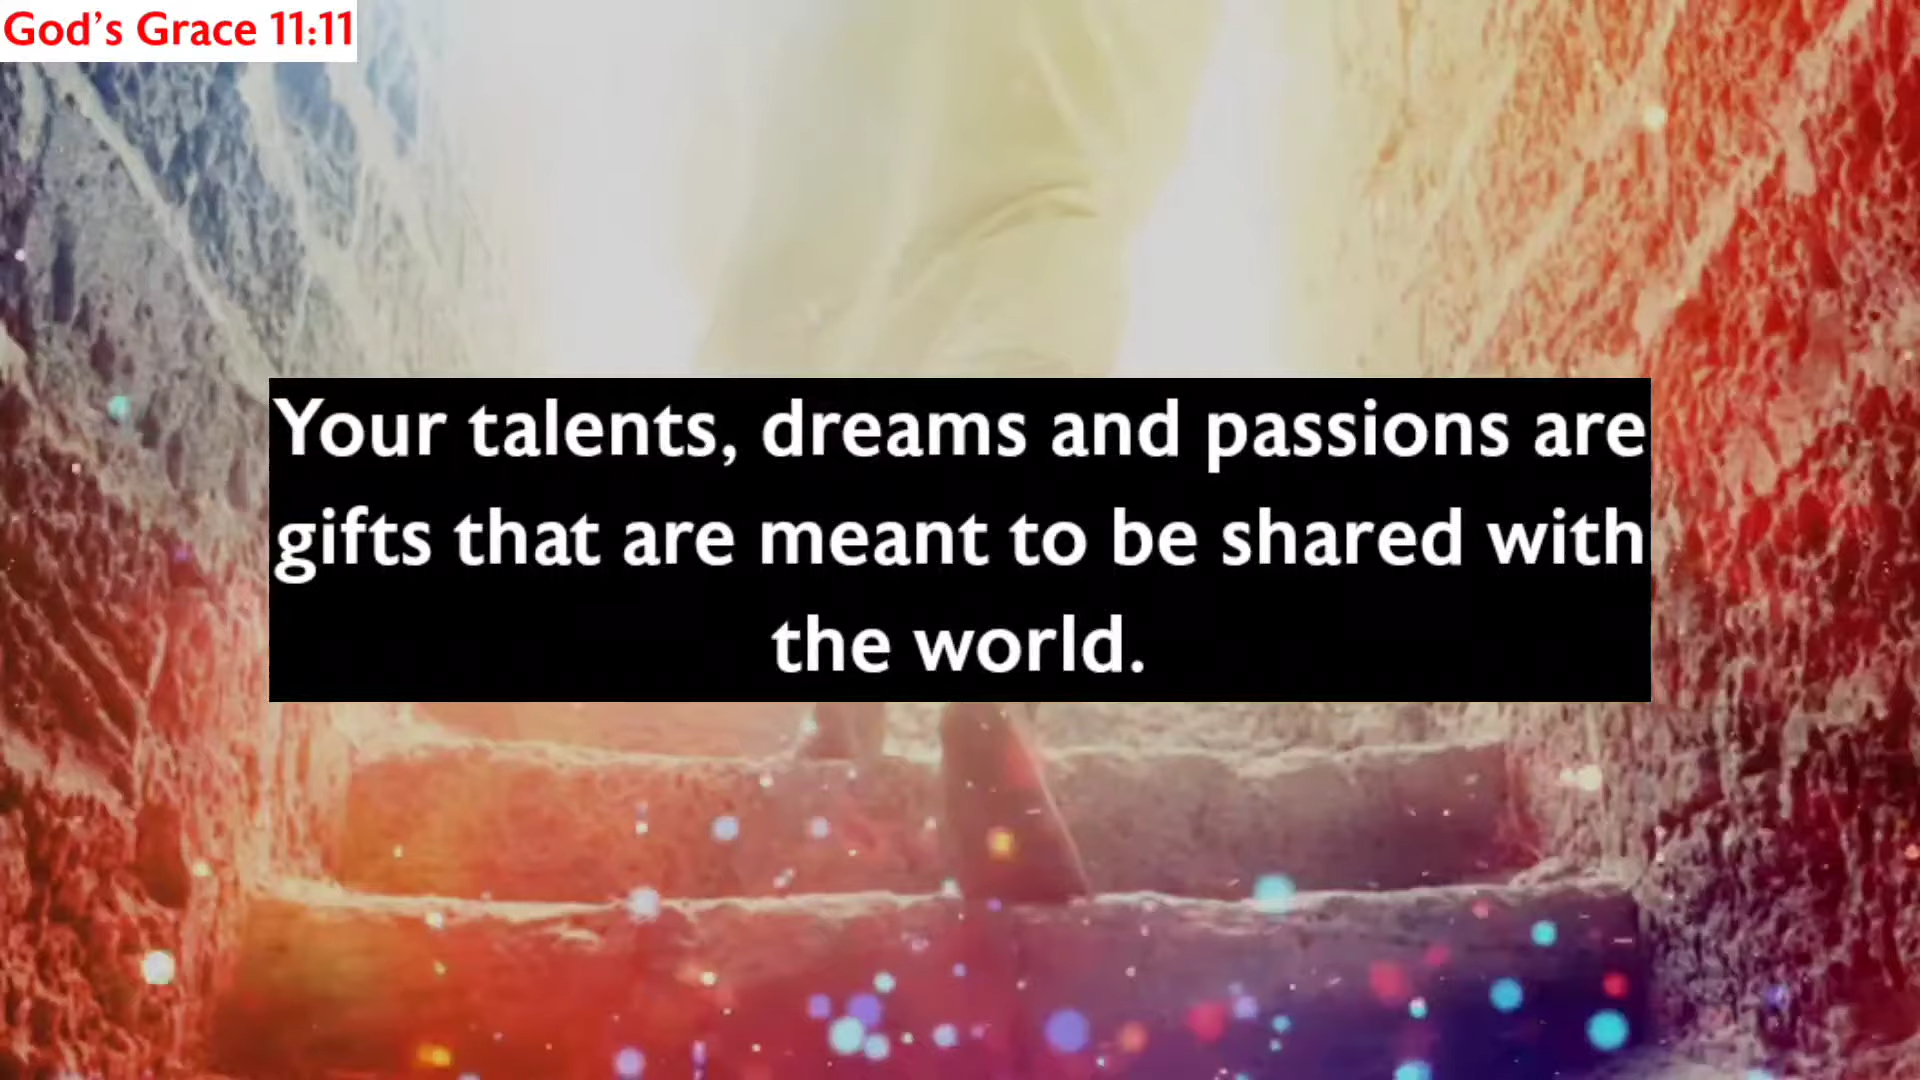 God's Grace 11:11
Your talents, dreams and passions are
gifts that are meant to be shared with
the world.